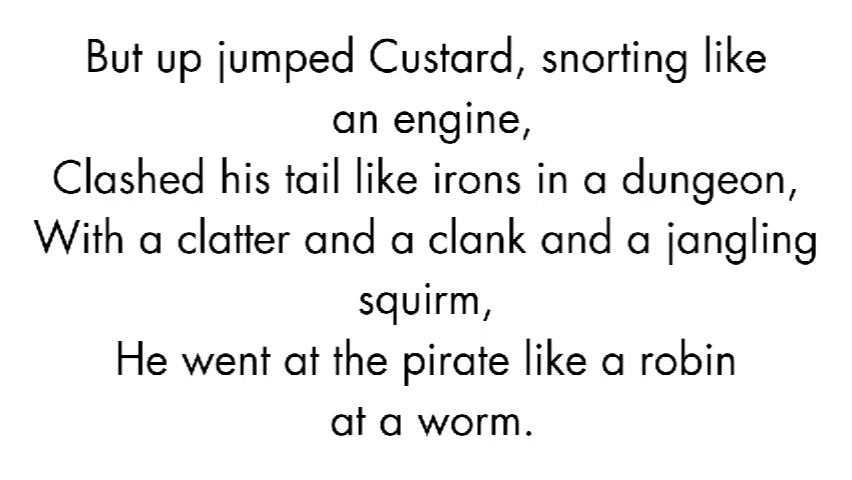 But up jumped Custard, snorting like
an engine,
Clashed his tail like irons in a dungeon,
With a clatter and a clank and a jangling
squirm,
He went at the pirate like a robin
at a worm.